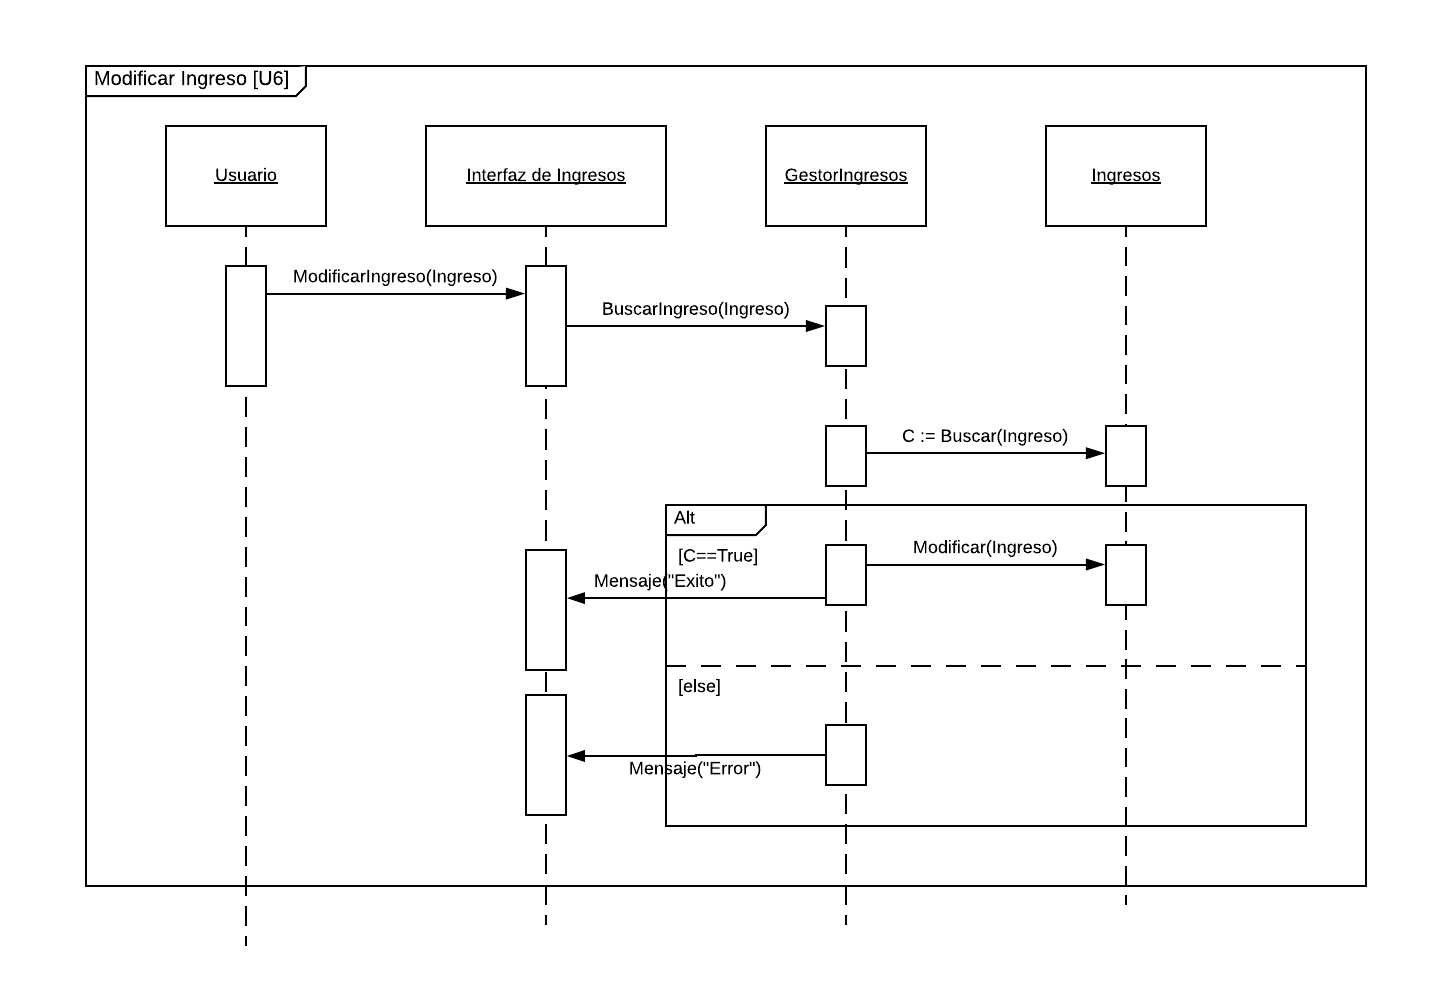 Modificar Ingreso [U6]
Usuario
Interfaz de Ingresos
GestorIngresos
Ingresos
ModificarIngreso(Ingreso)
BuscarIngreso(Ingreso)
C := Buscar(Ingreso)
Alt
[C==True]
Modificar(Ingreso)
Mensaje("Exito")
[else]
Mensaje("Error")